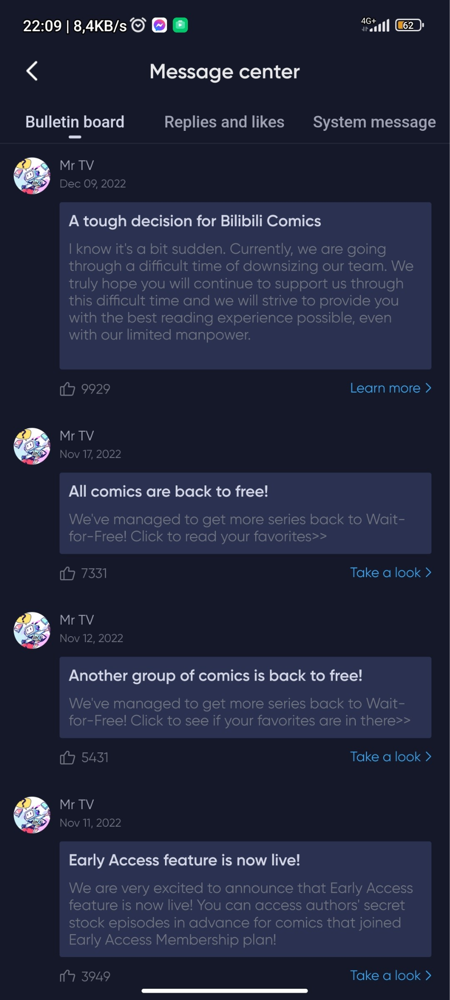 22:09 | 8,4KB/s
4G+
62
Message center
Bulletin board
Replies and likes
System message
Mr TV
Dec 09, 2022
A tough decision for Bilibili Comics
I know it's a bit sudden. Currently, we are going
through a difficult time of downsizing our team. We
truly hope you will continue to support us through
this difficult time and we will strive to provide you
with the best reading experience possible, even
with our limited manpower.
9929
Learn more >
Mr TV
Nov 17, 2022
All comics are back to free!
We've managed to get more series back to Wait-
for-Free! Click to read your favorites>>
7331
Take a look >
Mr TV
Nov 12, 2022
Another group of comics is back to free!
We've managed to get more series back to Wait-
for-Free! Click to see if your favorites are in there>>
5431
Take a look >
Mr TV
Nov 11, 2022
Early Access feature is now live!
We are very excited to announce that Early Access
feature is now live! You can access authors' secret
stock episodes in advance for comics that joined
Early Access Membership plan!
3949
Take a look >